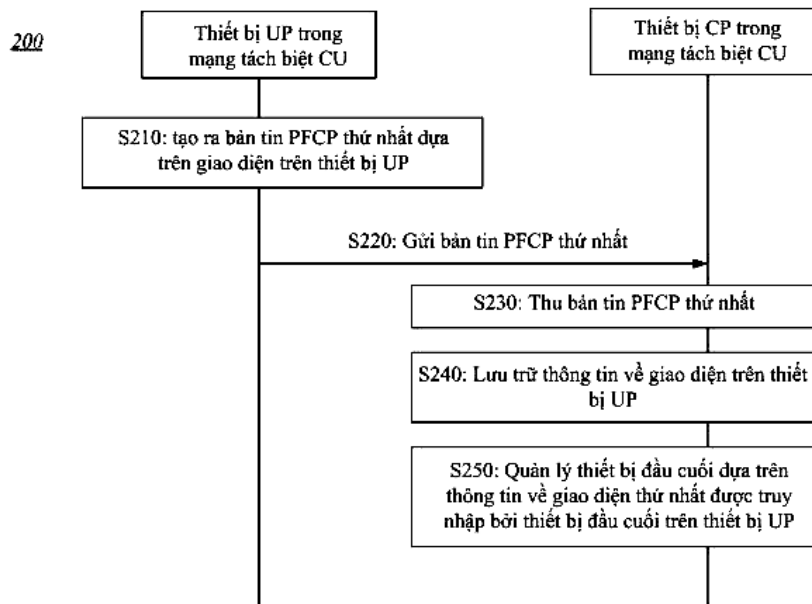 200
Thiết bị UP trong
mạng tách biệt CU
Thiết bị CP trong
mạng tách biệt CU
S210: tạo ra bản tin PFCP thứ nhất dựa
trên giao diện trên thiết bị UP
S220: Gửi bản tin PFCP thứ nhất
S230: Thu bản tin PFCP thứ nhất
S240: Lưu trữ thông tin về giao diện trên thiết
bị UP
S250: Quản lý thiết bị đầu cuối dựa trên
thông tin về giao diện thứ nhất được truy
nhập bởi thiết bị đầu cuối trên thiết bị UP